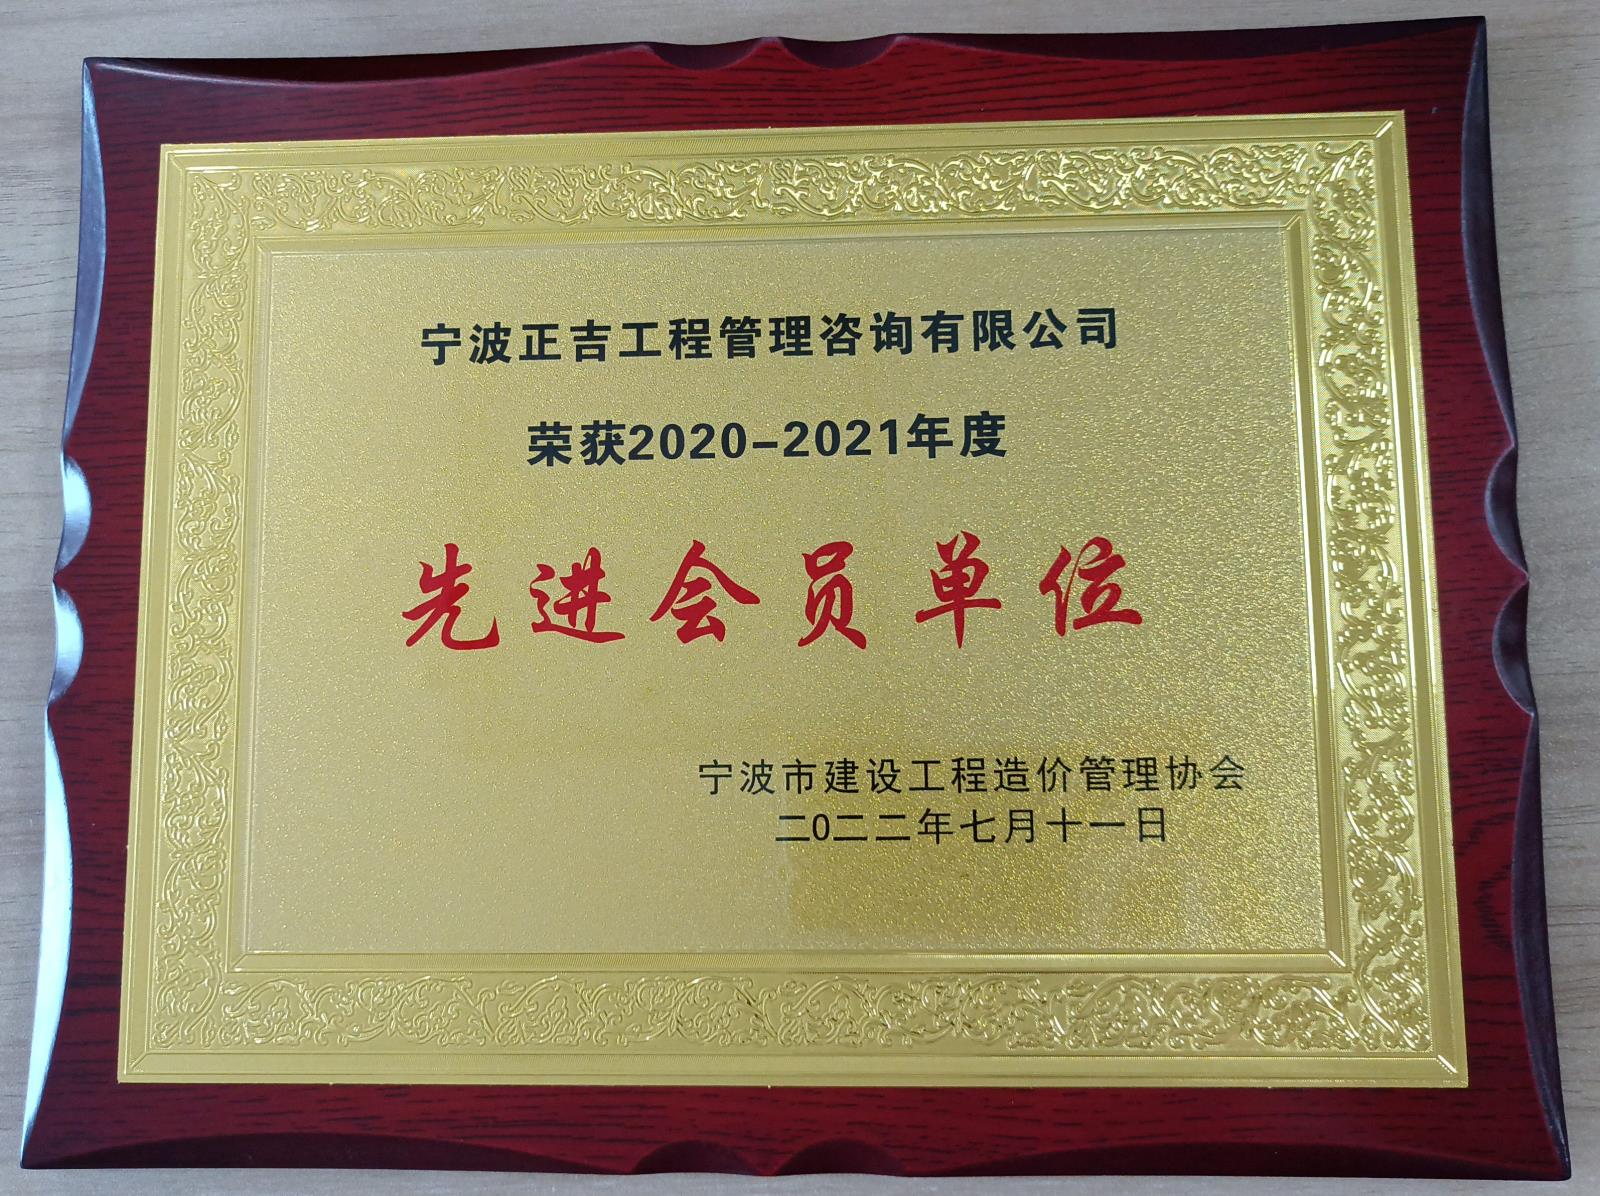 宁波正吉工程管理咨询有限公司
荣获2020-2021年度
先进会员单位
宁波市建设工程造价管理协会
二0二二年七月十一日